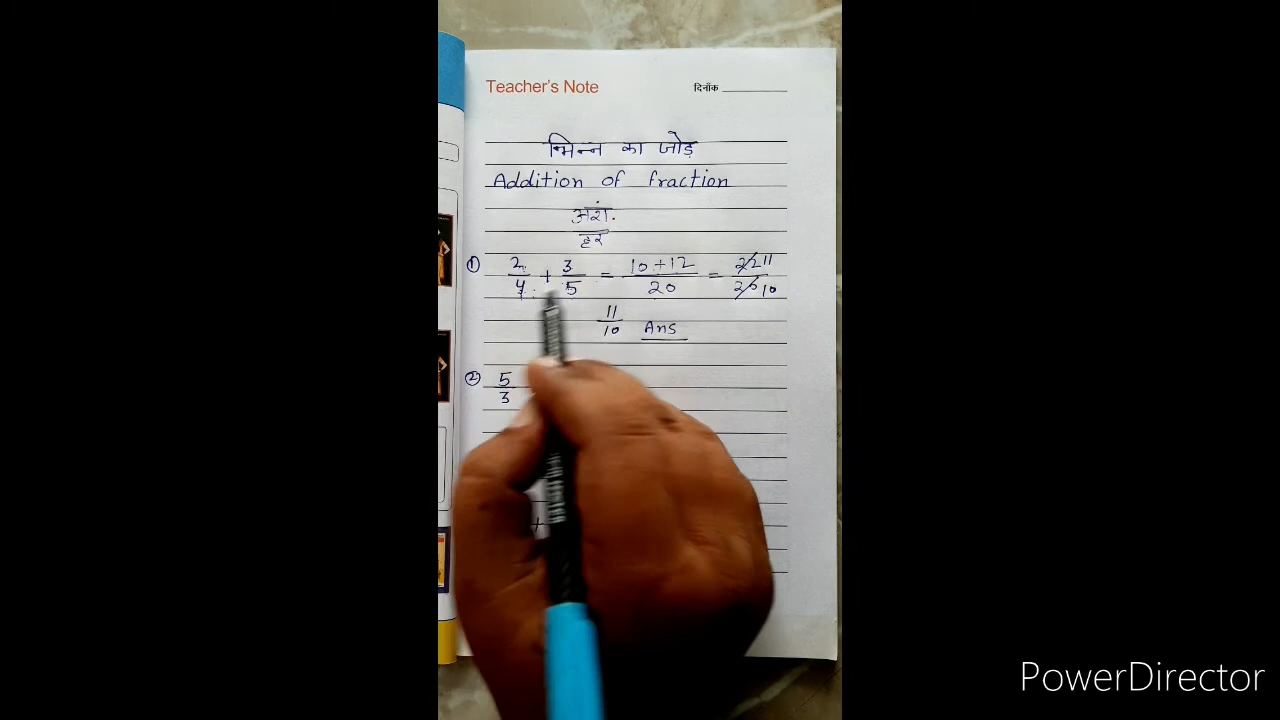 Teacher's Note
दिनाँक
भिन्न का जोड़
Addition of fraction
अंश
हर
① 2/4 + 3/5 = 10+12/20 = 22/20 11/10
11/10 Ans
② 5/3
+
PowerDirector